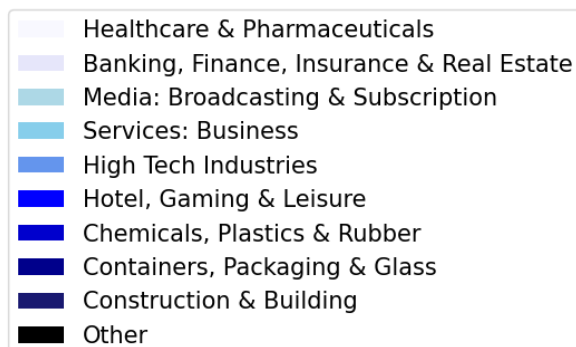 Healthcare & Pharmaceuticals
Banking, Finance, Insurance & Real Estate
Media: Broadcasting & Subscription
Services: Business
High Tech Industries
Hotel, Gaming & Leisure
Chemicals, Plastics & Rubber
Containers, Packaging & Glass
Construction & Building
Other